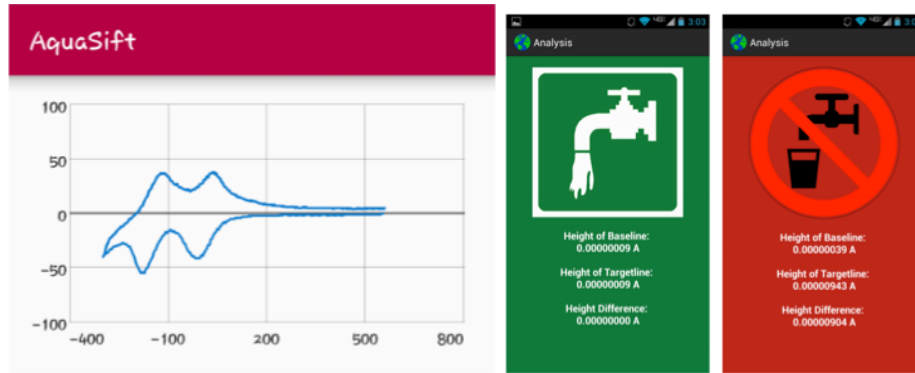 AquaSift
100
50
0
-50
-100
-400
-100
200
500
800
4G
3:03
Analysis
Height of Baseline:
0.00000009 A
Height of Targetline:
0.00000009 A
Height Difference:
0.00000000 A
4G
Analysis
Height of Baseline:
0.00000039 A
Height of Targetline:
0.00000943 A
Height Difference:
0.00000904 A